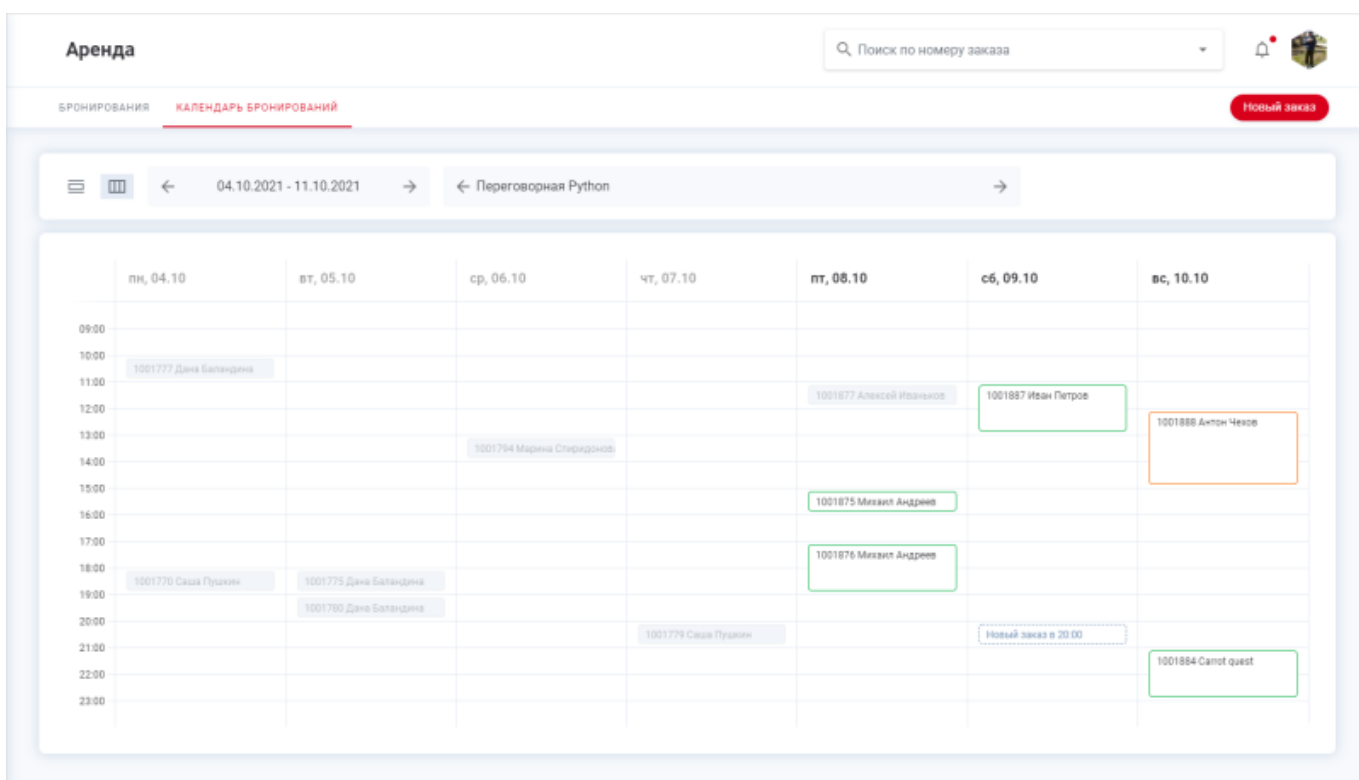 Аренда
Поиск по номеру заказа
БРОНИРОВАНИЯ КАЛЕНДАРЬ БРОНИРОВАНИЙ
Новый заказ
04.10.2021 - 11.10.2021
Переговорная Python
пн, 04.10 вт, 05.10 ср, 06.10 чт, 07.10 пт, 08.10 сб, 09.10 вс, 10.10
09:00
10:00
1001777 Дана Баландина
11:00
1001877 Алексей Иваньков
1001887 Иван Петров
12:00
1001888 Антон Чехов
13:00
1001794 Марина Спиридонова
14:00
15:00
1001875 Михаил Андреев
16:00
17:00
1001876 Михаил Андреев
18:00
1001770 Саша Пушкин
1001775 Дана Баландина
19:00
1001780 Дана Баландина
20:00
1001779 Саша Пушкин
Новый заказ в 20:00
21:00
1001884 Carrot quest
22:00
23:00